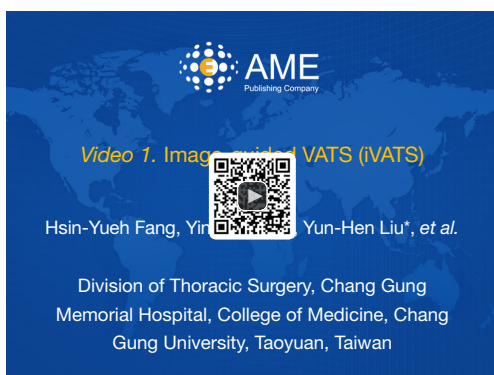 AME
Publishing Company
Video 1. Image-guided VATS (iVATS)
Hsin-Yueh Fang, Yun-Hen Liu*, et al.
Division of Thoracic Surgery, Chang Gung
Memorial Hospital, College of Medicine, Chang
Gung University, Taoyuan, Taiwan